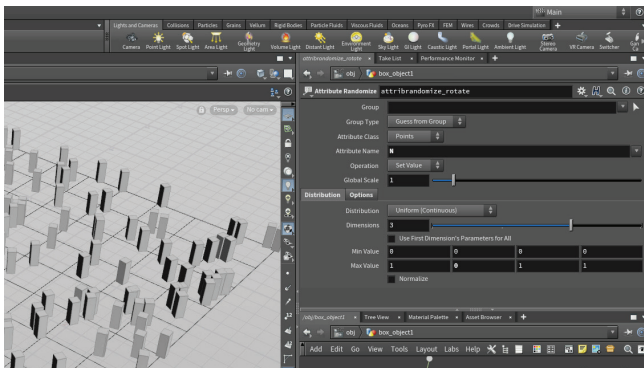 Main
Lights and Cameras Collisions Particles Grains Vellum Rigid Bodies Particle Fluids Viscous Fluids Oceans Pyro FX FEM Wires Crowds Drive Simulation +
Camera Point Light Spot Light Area Light Geometry Light Volume Light Distant Light Environment Light Sky Light GI Light Caustic Light Portal Light Ambient Light Stereo Camera VR Camera Switcher
attribrandomize_rotate Take List Performance Monitor +
obj box_object1
Attribute Randomize attribrandomize_rotate
Persp No cam
Group
Group Type Guess from Group
Attribute Class Points
Attribute Name N
Operation Set Value
Global Scale 1
Distribution Options
Distribution Uniform (Continuous)
Dimensions 3
Use First Dimension's Parameters for All
Min Value 0 0 0 0
Max Value 1 0 1 1
Normalize
/obj/box_object1 Tree View Material Palette Asset Browser +
obj box_object1
Add Edit Go View Tools Layout Labs Help